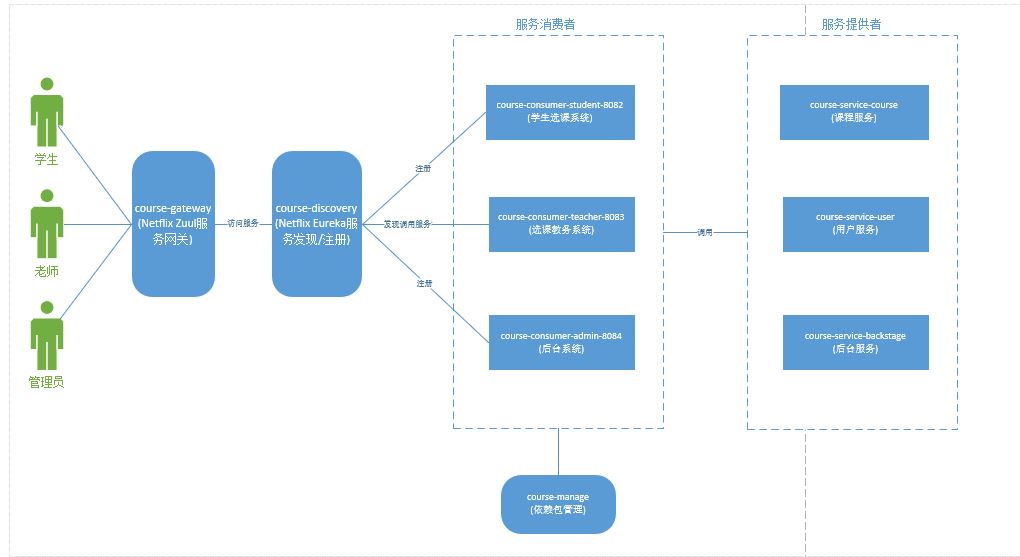 服务消费者
服务提供者
course-consumer-student-8082
(学生选课系统)
course-service-course
(课程服务)
学生
注册
course-gateway
(Netflix Zuul服
务网关)
访问服务
course-discovery
(Netflix Eureka服
务发现/注册)
发现调用服务
course-consumer-teacher-8083
(选课教务系统)
调用
course-service-user
(用户服务)
老师
注册
course-consumer-admin-8084
(后台系统)
course-service-backstage
(后台服务)
管理员
course-manage
(依赖包管理)